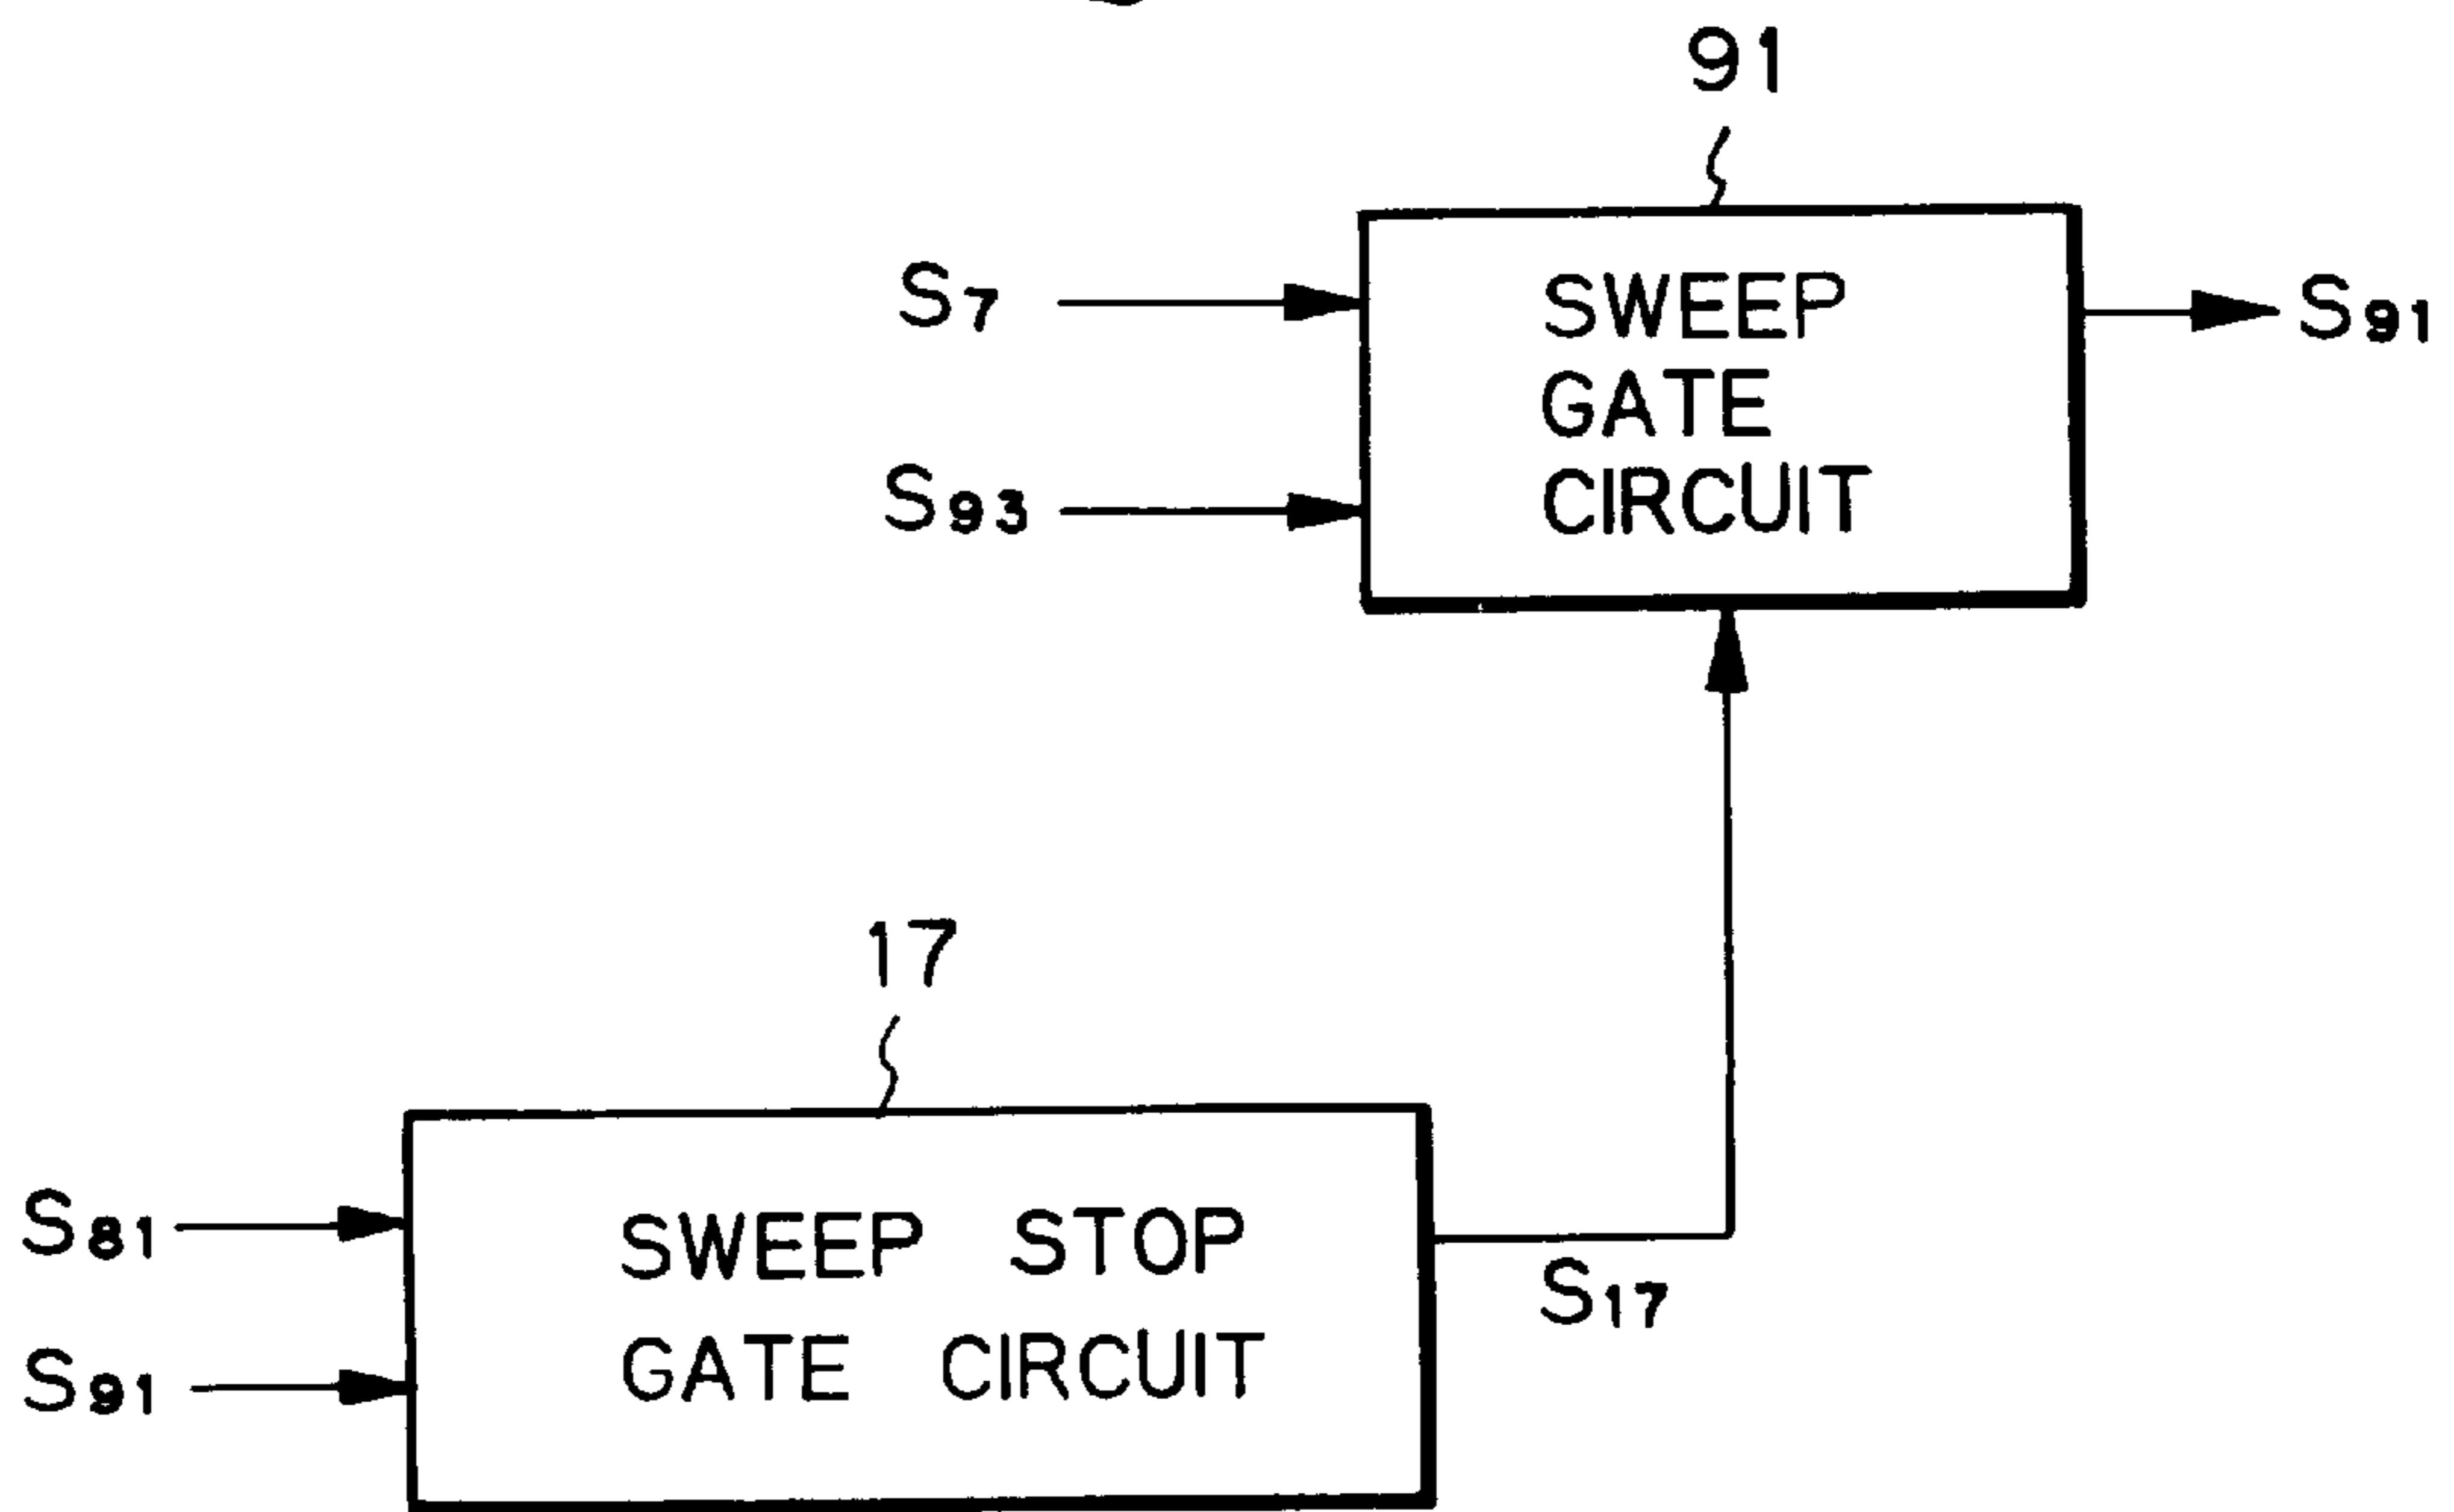 91
S7
SWEEP
GATE
CIRCUIT
S91
S93
17
S81
SWEEP STOP
GATE CIRCUIT
S91
S17